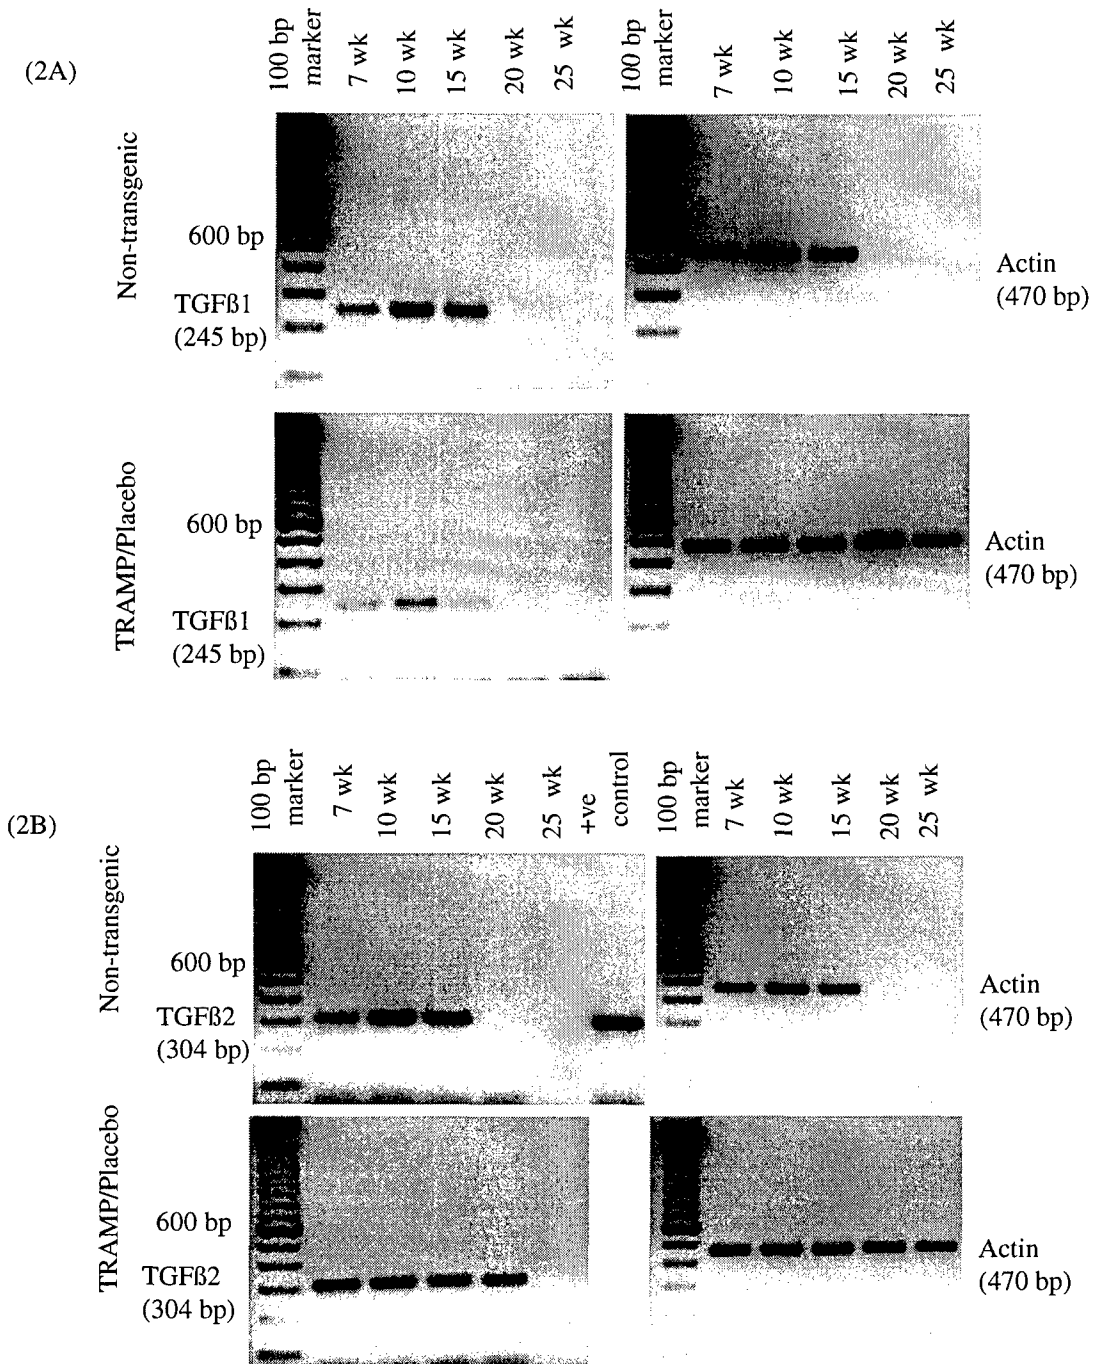 (2A)
100 bp marker
7 wk
10 wk
15 wk
20 wk
25 wk
100 bp marker
7 wk
10 wk
15 wk
20 wk
25 wk
Non-transgenic
600 bp
TGFß1
(245 bp)
Actin
(470 bp)
TRAMP/Placebo
600 bp
TGFß1
(245 bp)
Actin
(470 bp)
(2B)
100 bp marker
7 wk
10 wk
15 wk
20 wk
25 wk
+ve control
100 bp marker
7 wk
10 wk
15 wk
20 wk
25 wk
Non-transgenic
600 bp
TGFß2
(304 bp)
Actin
(470 bp)
TRAMP/Placebo
600 bp
TGFß2
(304 bp)
Actin
(470 bp)